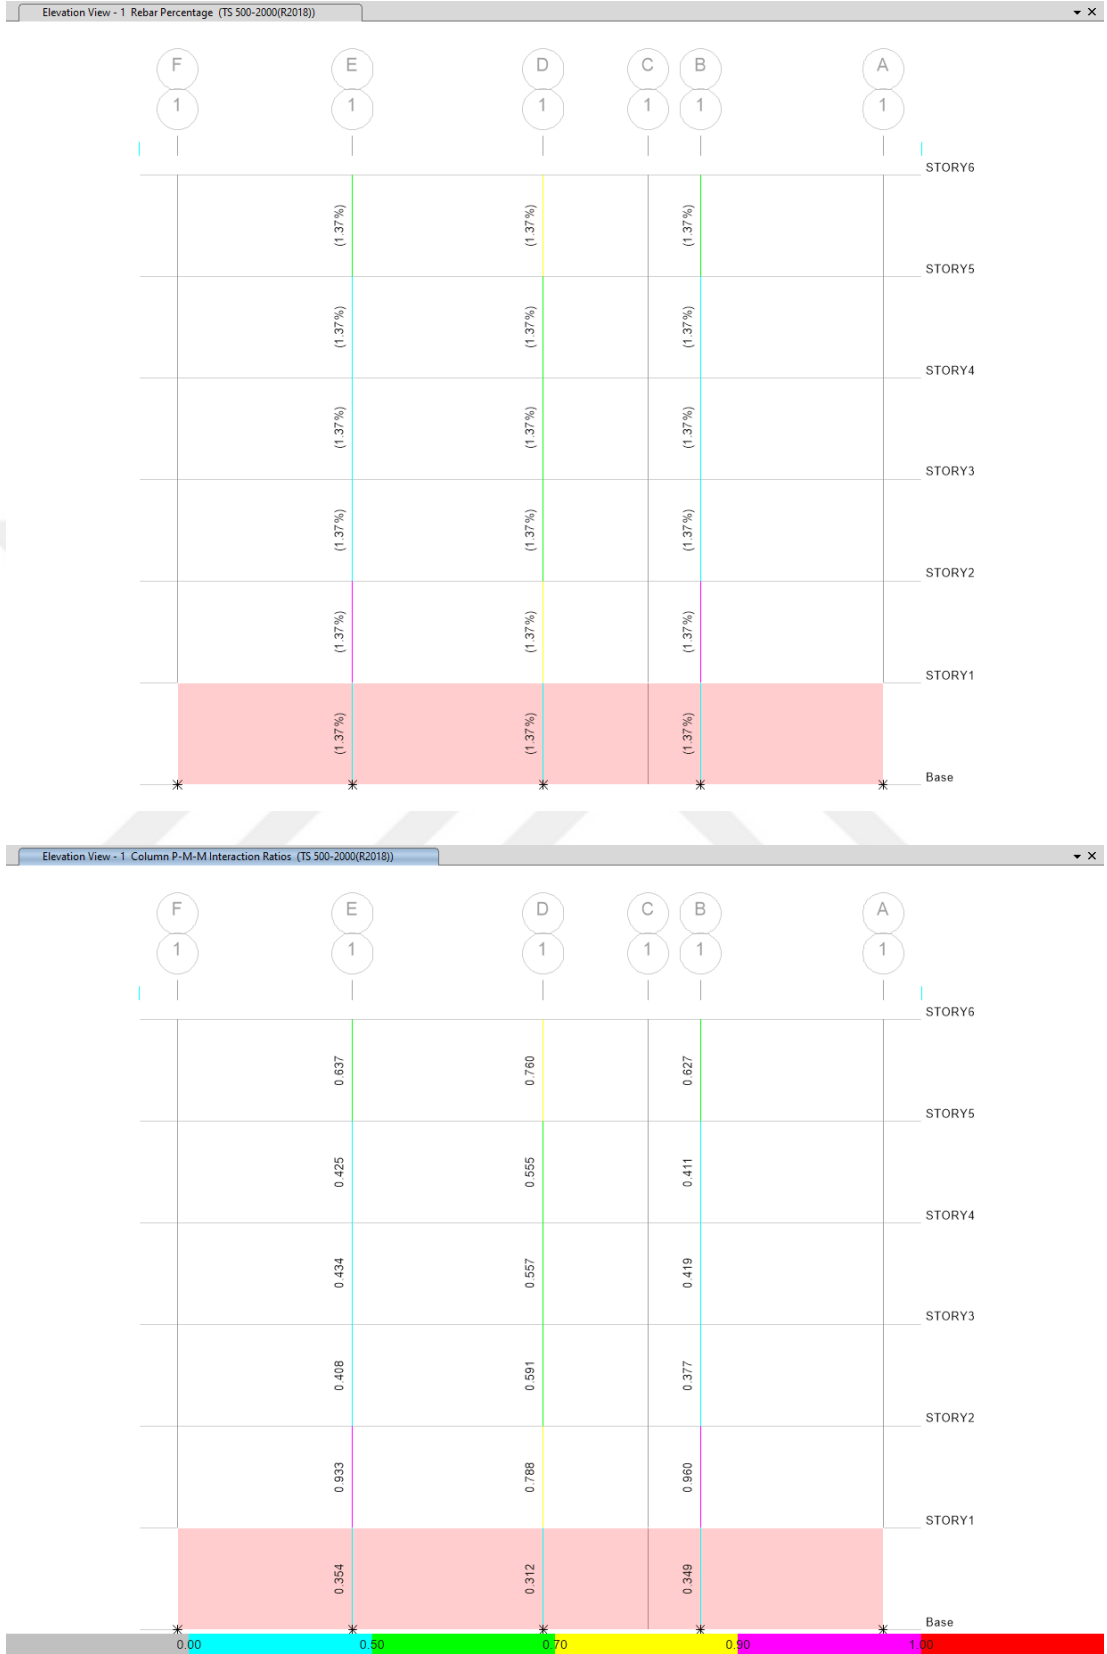 Elevation View - 1 Rebar Percentage (TS 500-2000(R2018))
F E D C B A
1 1 1 1 1 1
STORY6
(1.37%) (1.37%) (1.37%)
STORY5
(1.37%) (1.37%) (1.37%)
STORY4
(1.37%) (1.37%) (1.37%)
STORY3
(1.37%) (1.37%) (1.37%)
STORY2
(1.37%) (1.37%) (1.37%)
STORY1
(1.37%) (1.37%) (1.37%)
Base
Elevation View - 1 Column P-M-M Interaction Ratios (TS 500-2000(R2018))
F E D C B A
1 1 1 1 1 1
STORY6
0.637 0.760 0.627
STORY5
0.425 0.555 0.411
STORY4
0.434 0.557 0.419
STORY3
0.408 0.591 0.377
STORY2
0.933 0.788 0.960
STORY1
0.354 0.312 0.349
Base
0.00 0.50 0.70 0.90 1.00